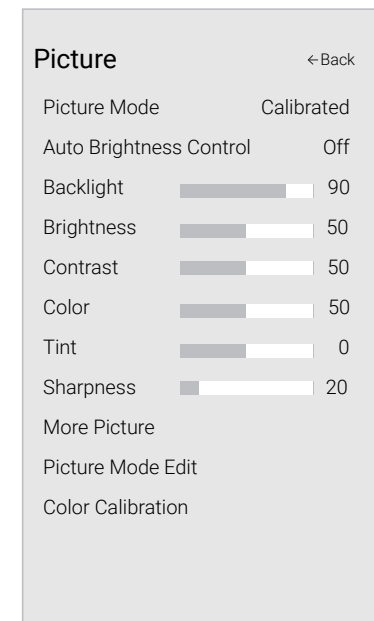 Picture ←Back
Picture Mode Calibrated
Auto Brightness Control Off
Backlight 90
Brightness 50
Contrast 50
Color 50
Tint 0
Sharpness 20
More Picture
Picture Mode Edit
Color Calibration